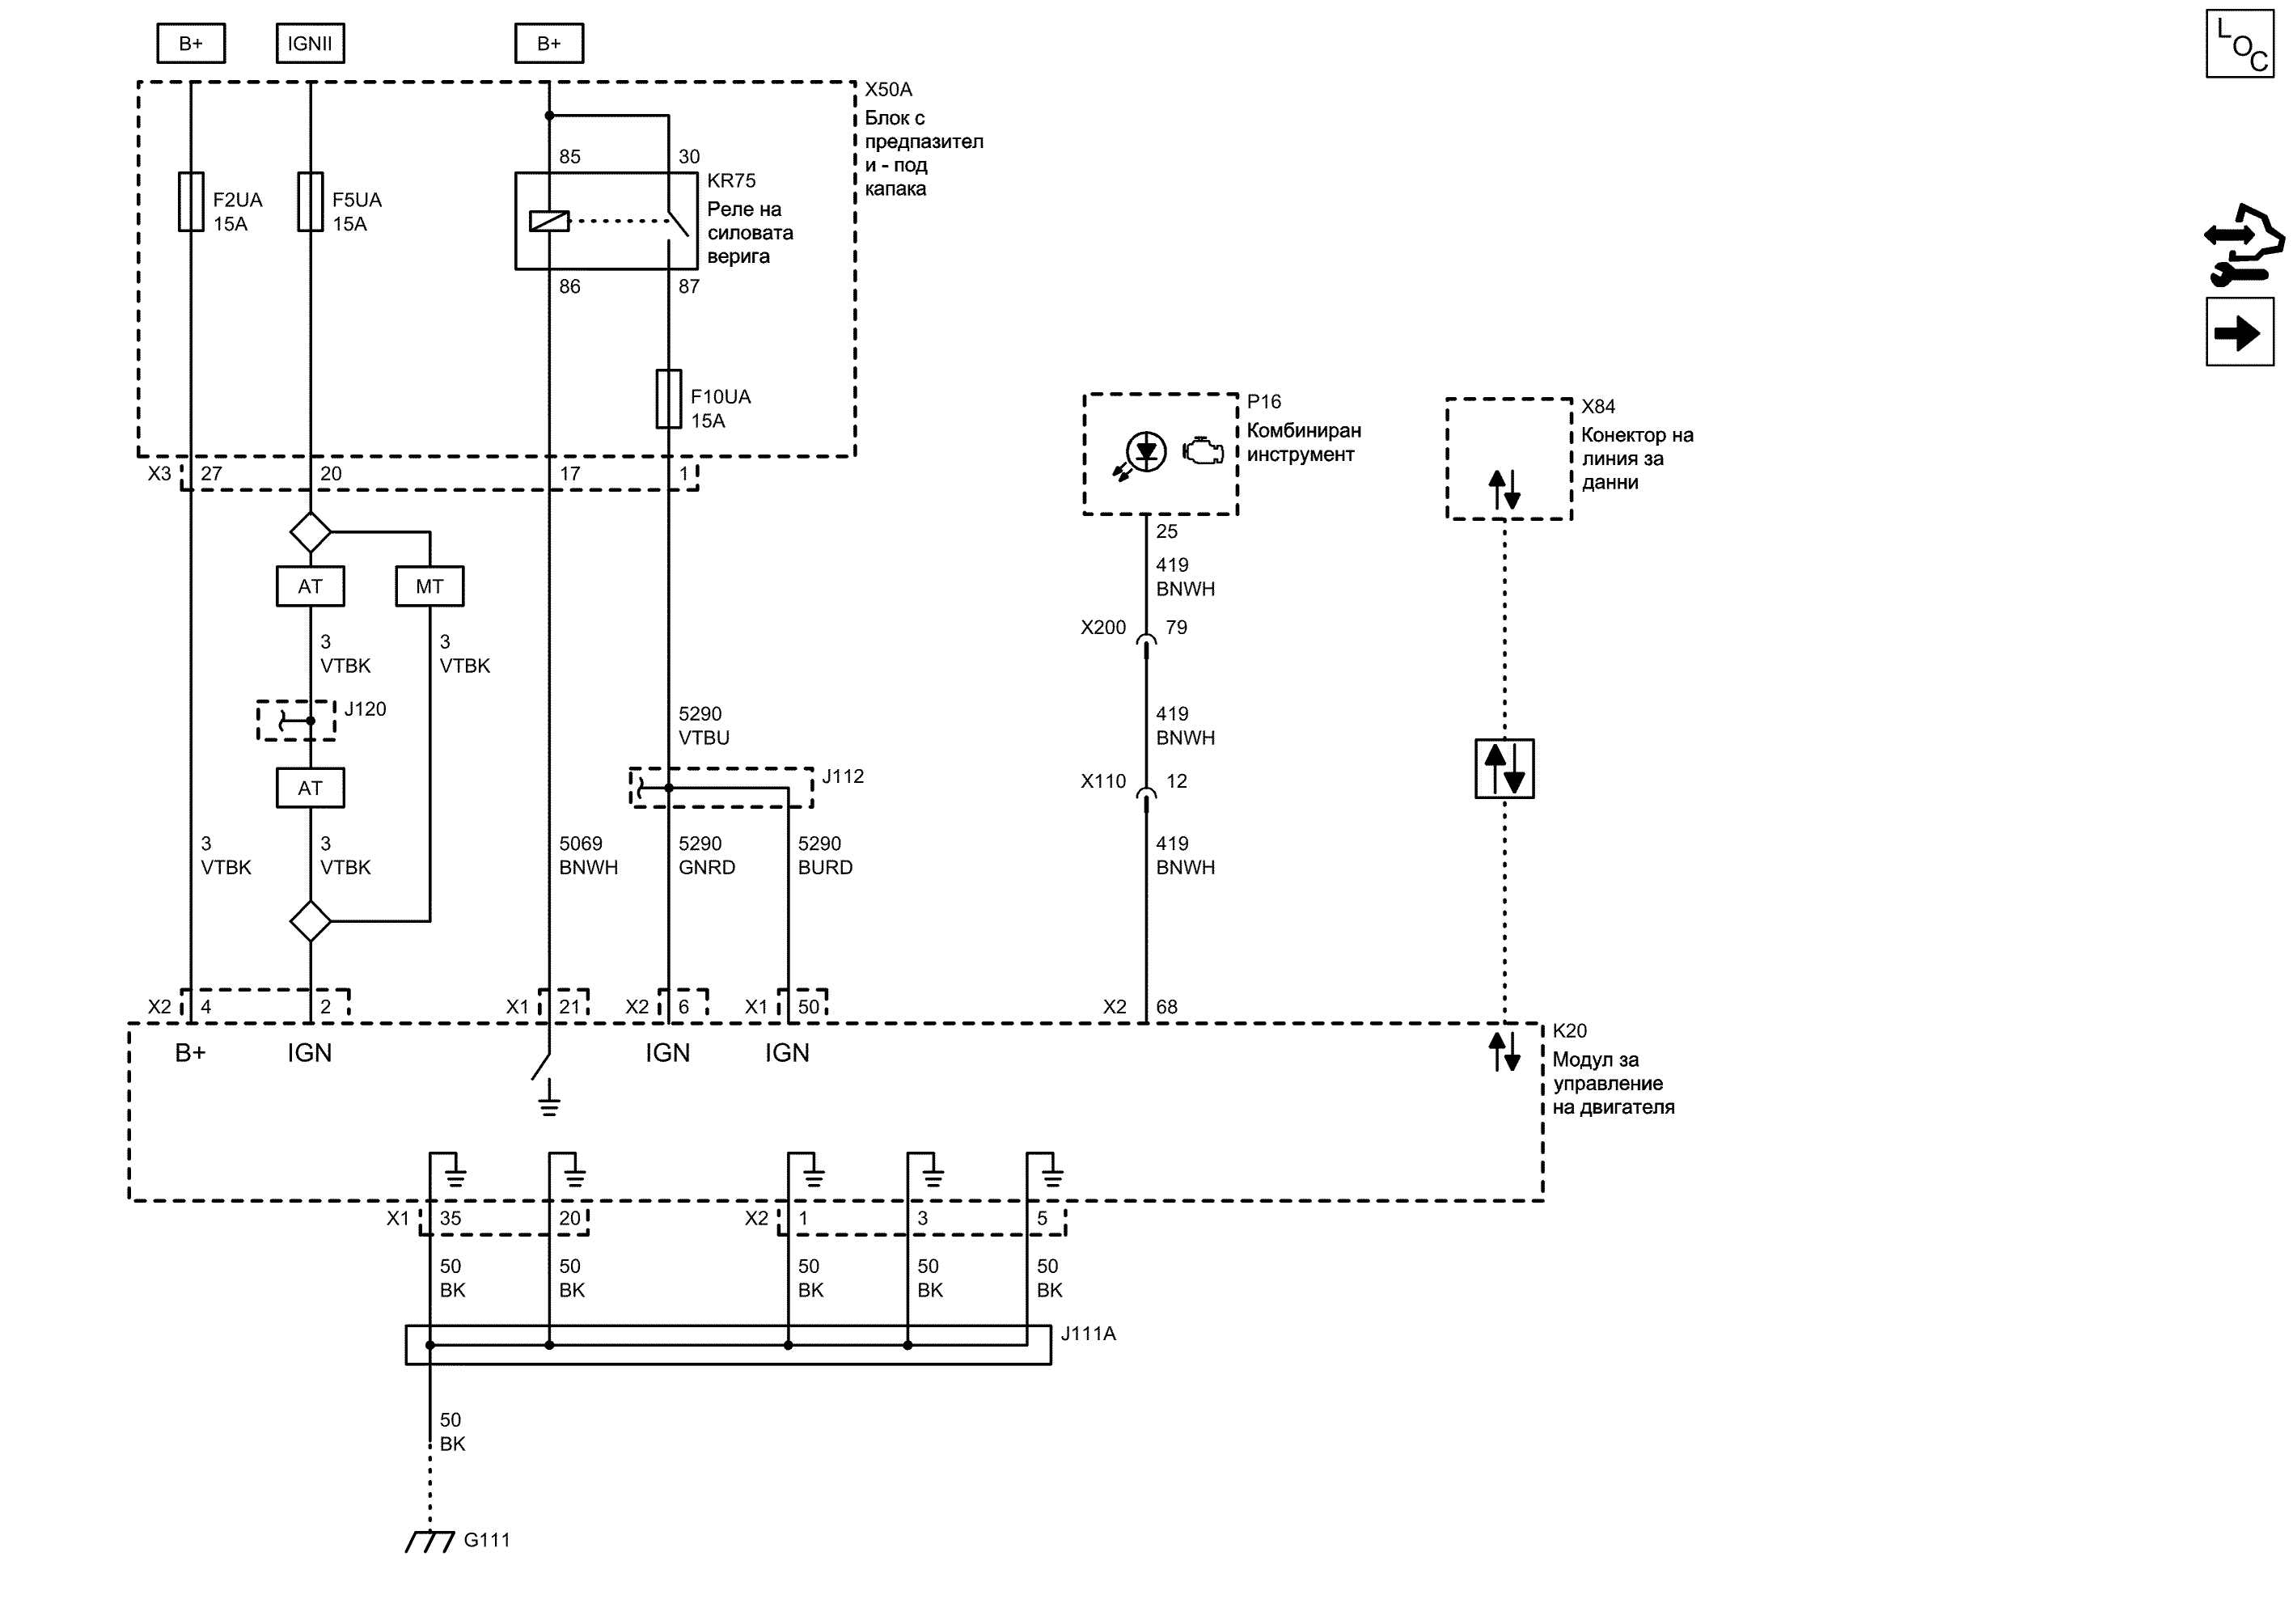 B+ IGNII B+
LOC
X50A
Блок с
предпазител
и - под
капака
85 30
KR75
Реле на
силовата
верига
F2UA
15A
F5UA
15A
86 87
F10UA
15A
X3 27 20 17 1
P16
Комбиниран
инструмент
X84
Конектор на
линия за
данни
25
419
BNWH
AT MT
X200 79
3
VTBK
3
VTBK
J120
5290
VTBU
419
BNWH
J112
X110 12
AT
3
VTBK
3
VTBK
5069
BNWH
5290
GNRD
5290
BURD
419
BNWH
X2 4 2 X1 21 X2 6 X1 50 X2 68
B+ IGN IGN IGN
K20
Модул за
управление
на двигателя
X1 35 20 X2 1 3 5
50
BK
50
BK
50
BK
50
BK
50
BK
J111A
50
BK
G111